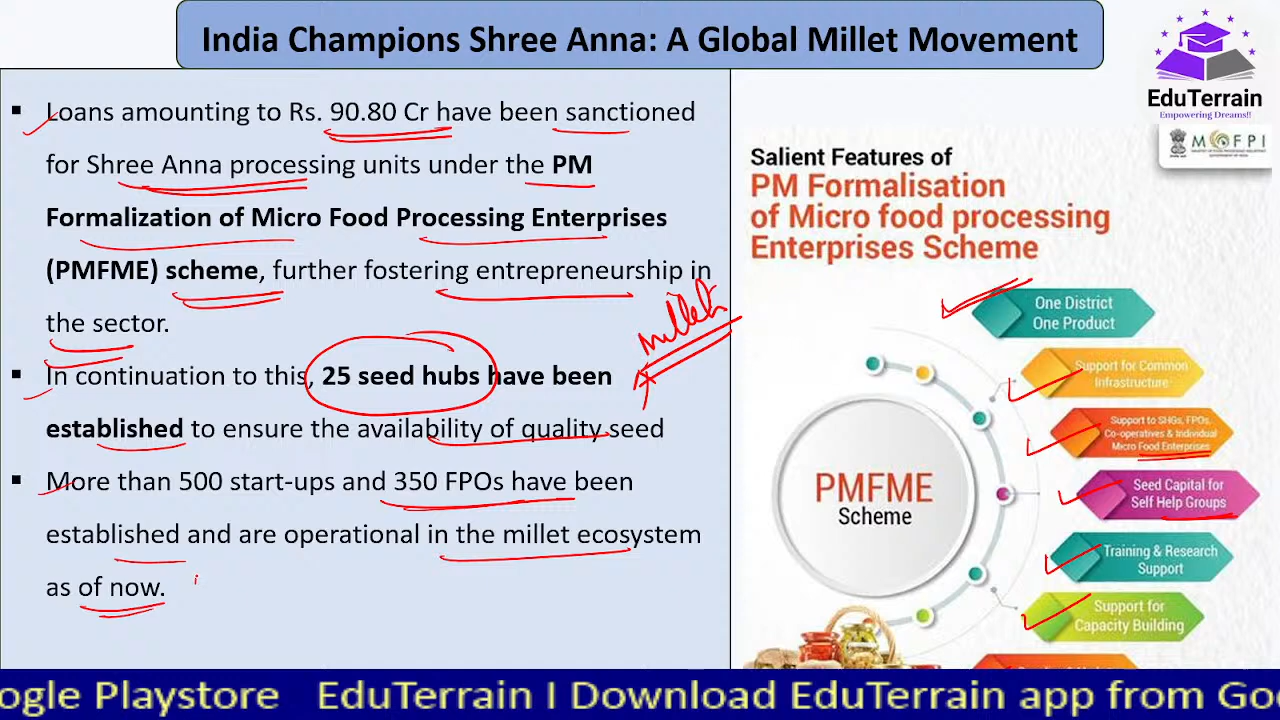 India Champions Shree Anna: A Global Millet Movement
EduTerrain
Empowering Dreams!!
▪ Loans amounting to Rs. 90.80 Cr have been sanctioned
for Shree Anna processing units under the PM
Formalization of Micro Food Processing Enterprises
(PMFME) scheme, further fostering entrepreneurship in
the sector.
▪ In continuation to this, 25 seed hubs have been
established to ensure the availability of quality seed
▪ More than 500 start-ups and 350 FPOs have been
established and are operational in the millet ecosystem
as of now.
millets
MOFPI
Salient Features of
PM Formalisation
of Micro food processing
Enterprises Scheme
One District
One Product
Support for Common
Infrastructure
Support to SHGs, FPOs,
Co-operatives & Individual
Micro Food Enterprises
Seed Capital for
Self Help Groups
Training & Research
Support
Support for
Capacity Building
PMFME
Scheme
ogle Playstore EduTerrain I Download EduTerrain app from Goo